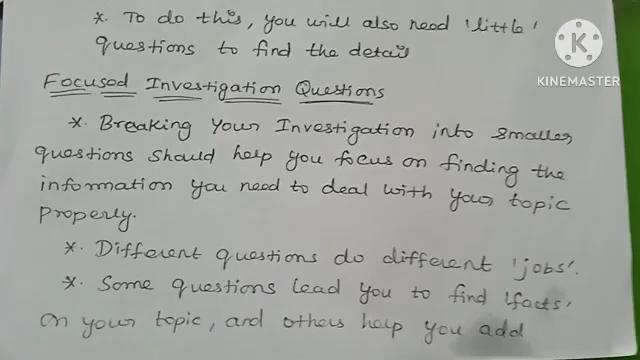 *. To do this, you will also need 'little'
questions to find the details
Focused Investigation Questions
*. Breaking Your Investigation into smaller
questions should help you focus on finding the
information you need to deal with your topic
properly.
*. Different questions do different 'jobs'.
*. Some questions lead you to find 'facts'
on your topic, and others help you add
KINEMASTER